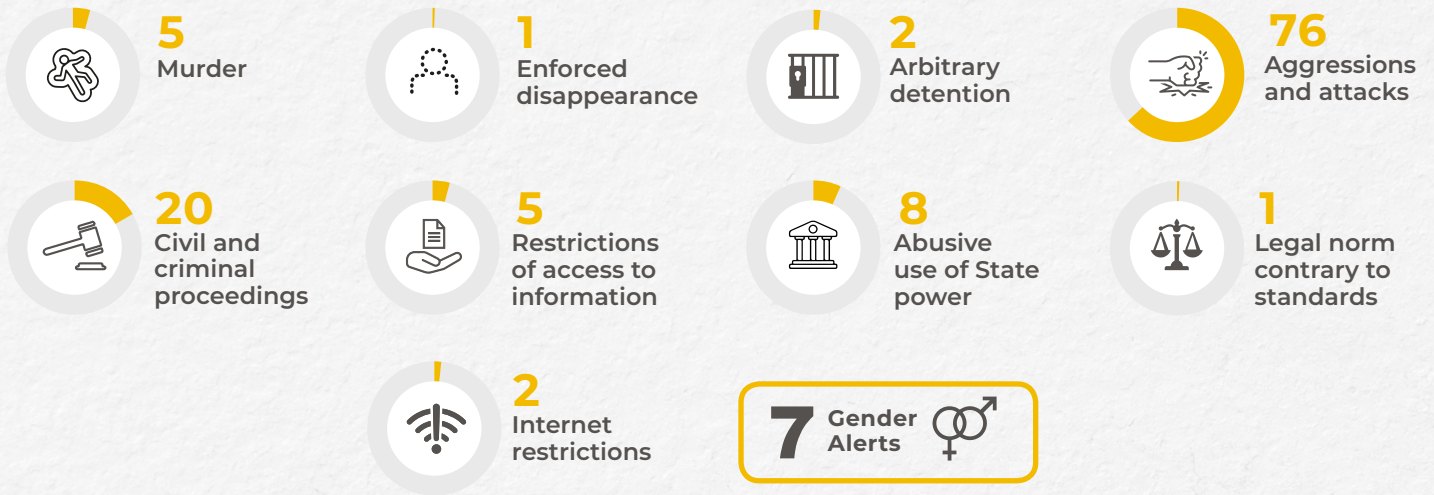 5
Murder
1
Enforced
disappearance
2
Arbitrary
detention
76
Aggressions
and attacks
20
Civil and
criminal
proceedings
5
Restrictions
of access to
information
8
Abusive
use of State
power
1
Legal norm
contrary to
standards
2
Internet
restrictions
7
Gender
Alerts